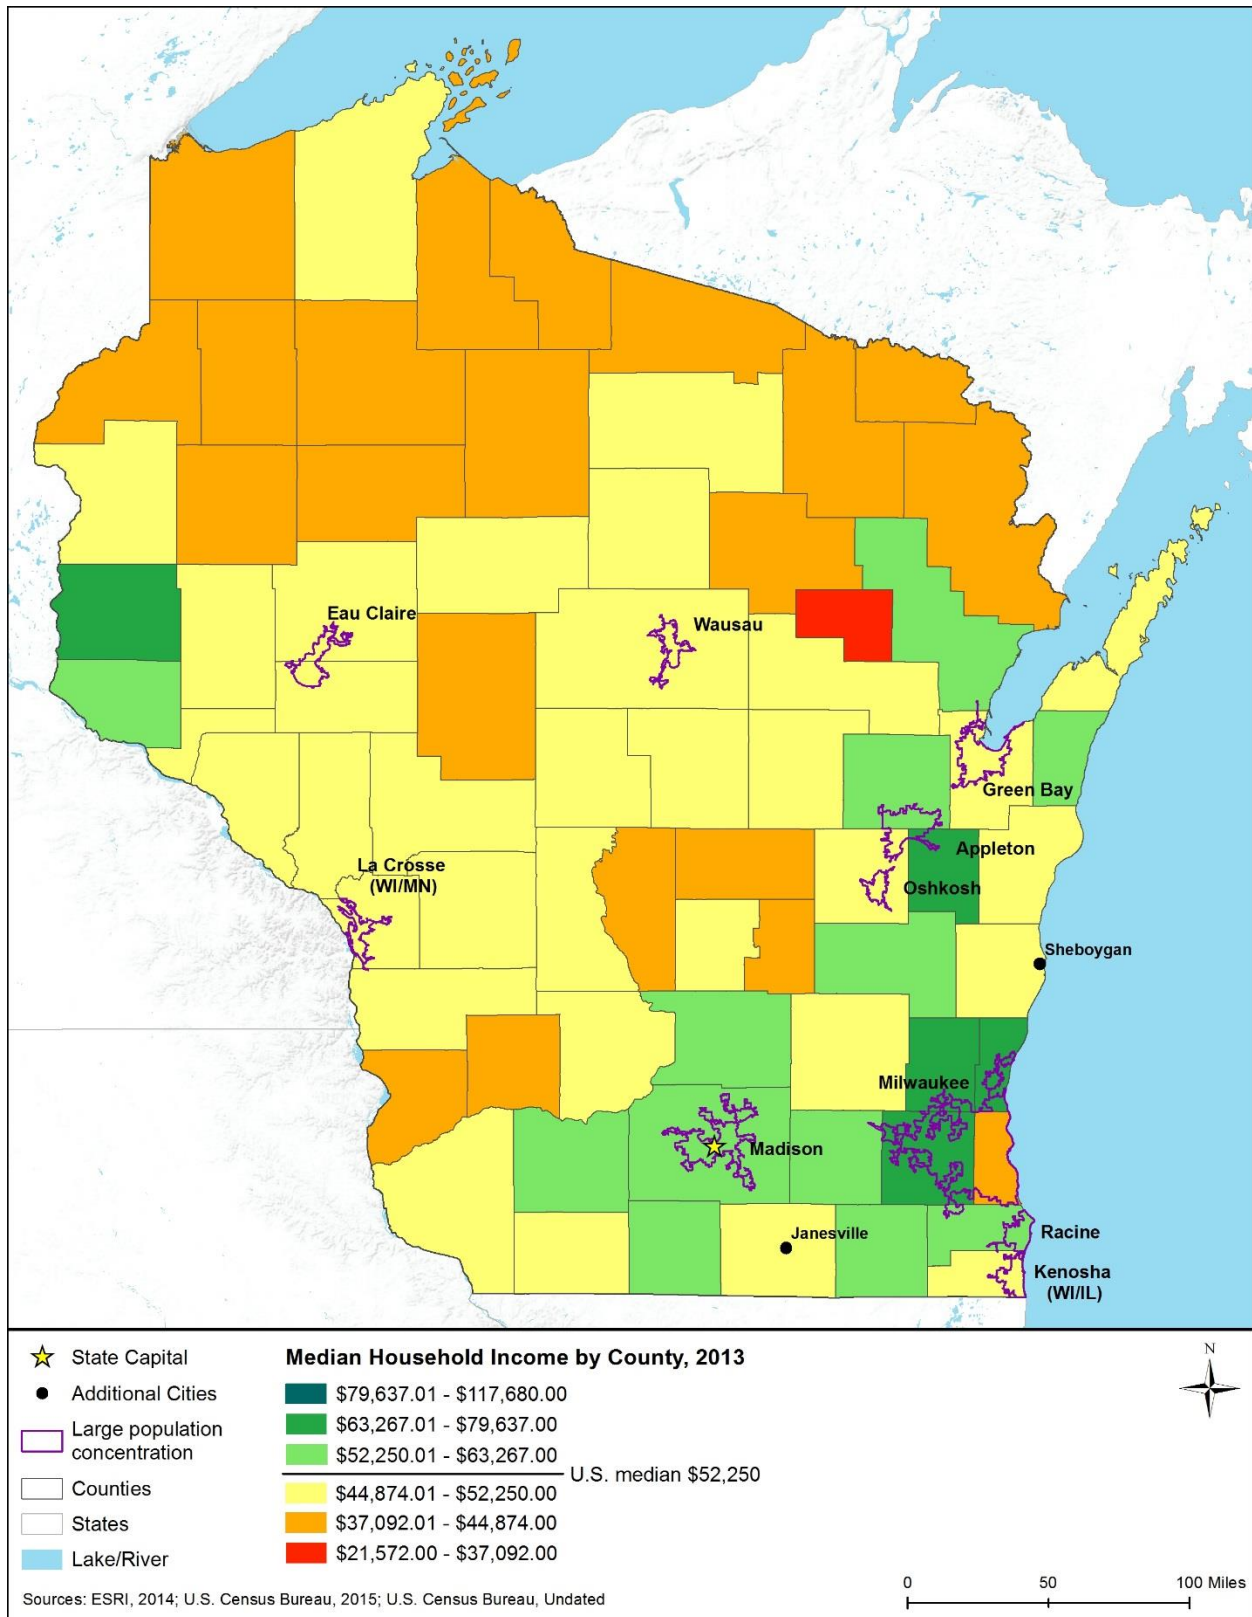 Eau Claire
Wausau
Green Bay
La Crosse
(WI/MN)
Appleton
Oshkosh
Sheboygan
Milwaukee
Madison
Janesville
Racine
Kenosha
(WI/IL)
State Capital
Additional Cities
Large population
concentration
Counties
States
Lake/River
Median Household Income by County, 2013
$79,637.01 - $117,680.00
$63,267.01 - $79,637.00
$52,250.01 - $63,267.00
U.S. median $52,250
$44,874.01 - $52,250.00
$37,092.01 - $44,874.00
$21,572.00 - $37,092.00
N
0 50 100 Miles
Sources: ESRI, 2014; U.S. Census Bureau, 2015; U.S. Census Bureau, Undated